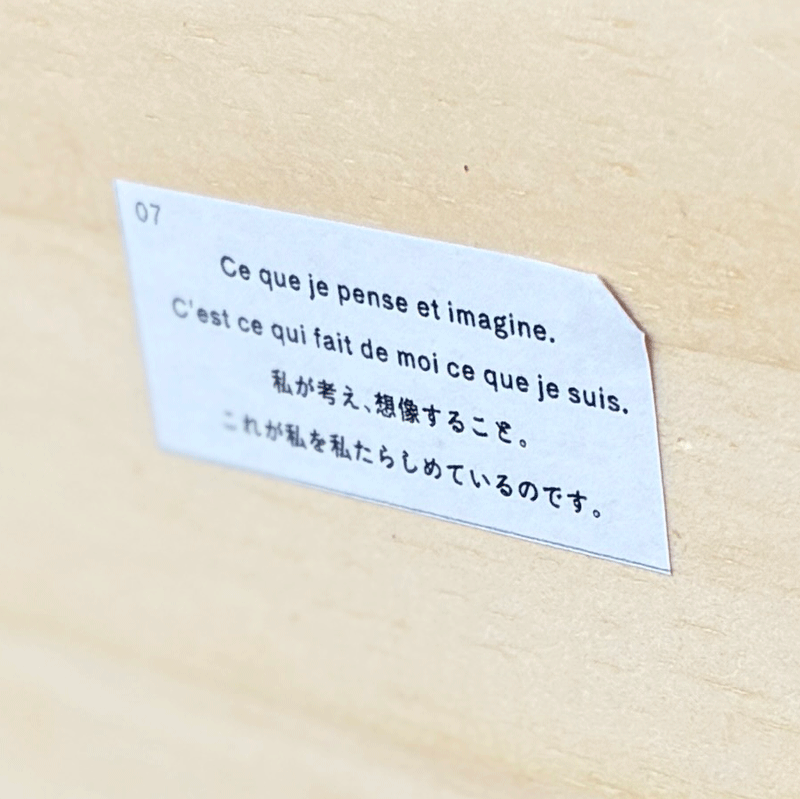 07
Ce que je pense et imagine.
C'est ce qui fait de moi ce que je suis.
私が考え、想像すること。
これが私を私たらしめているのです。